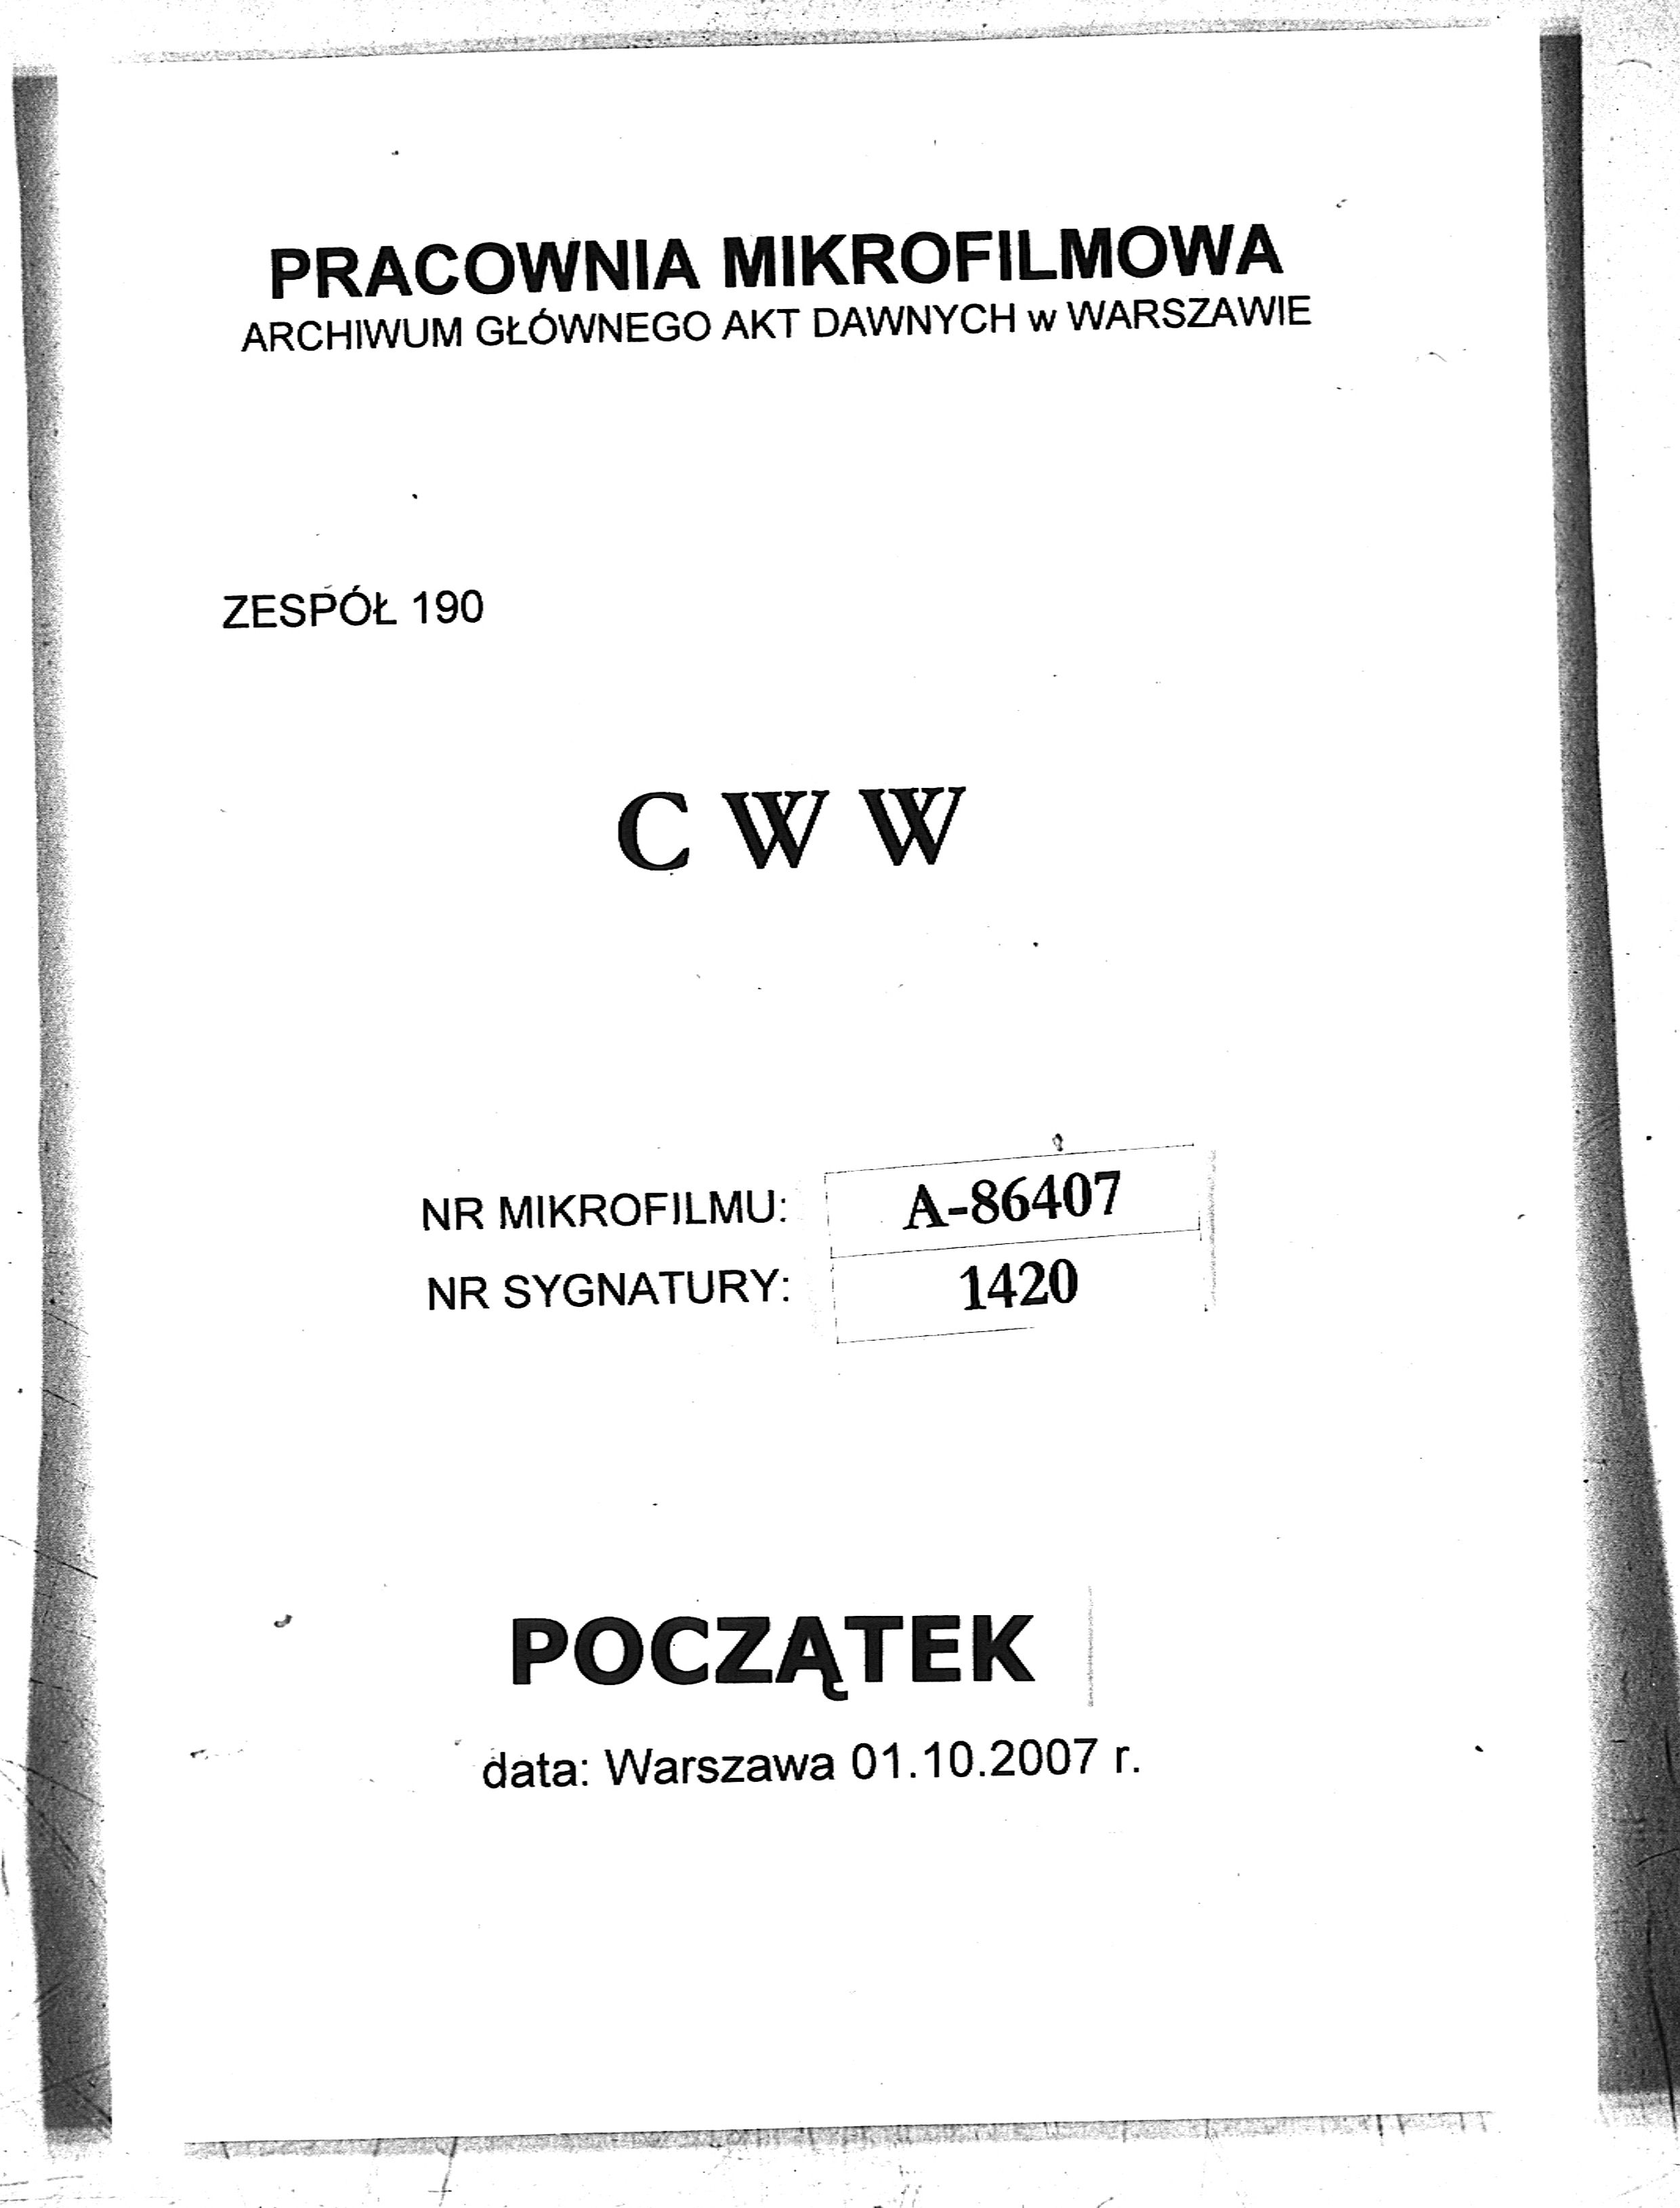 PRACOWNIA MIKROFILMOWA
ARCHIWUM GŁÓWNEGO AKT DAWNYCH w WARSZAWIE
ZESPÓŁ 190
C W W
NR MIKROFILMU: A-86407
NR SYGNATURY: 1420
POCZĄTEK
data: Warszawa 01.10.2007 r.